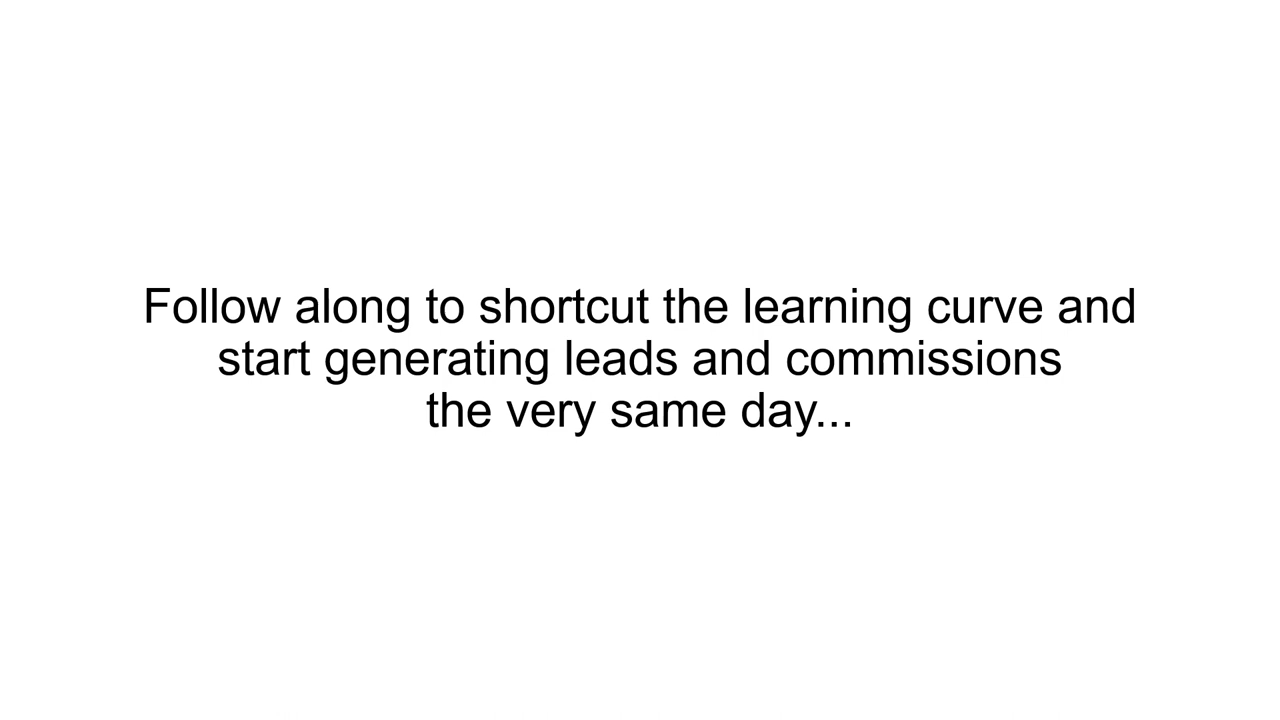 Follow along to shortcut the learning curve and
start generating leads and commissions
the very same day...